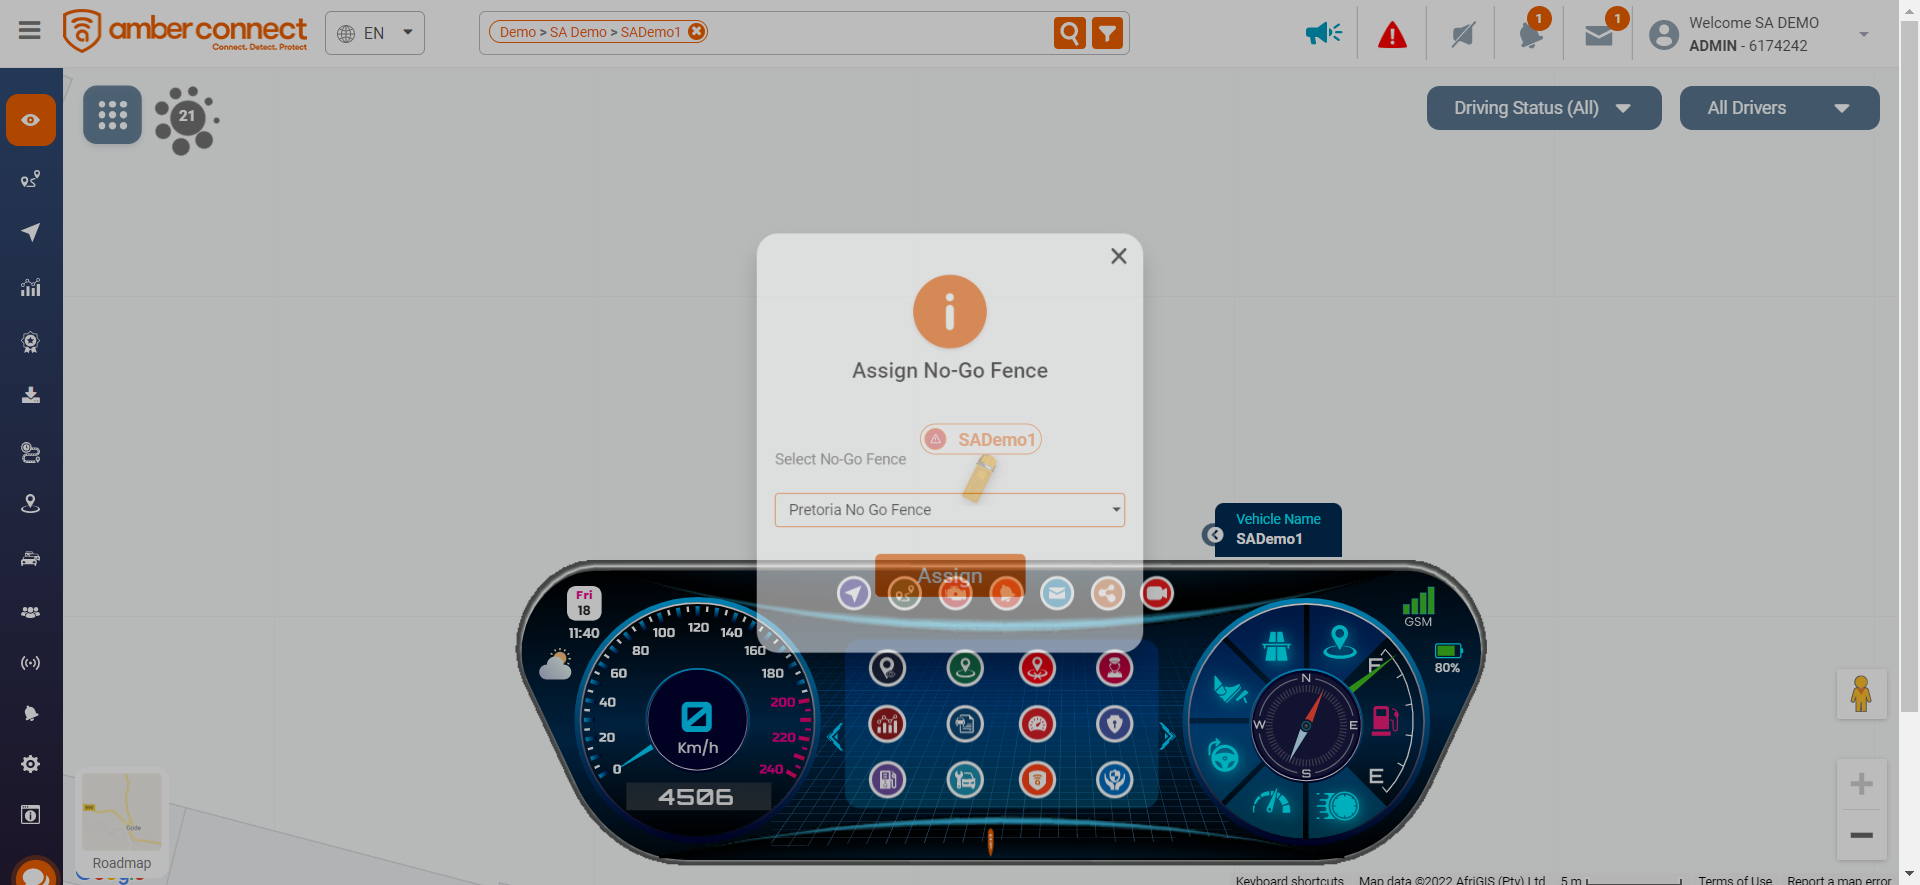 amber connect
Connect. Detect. Protect
EN
Demo > SA Demo > SADemo1
1
1
Welcome SA DEMO
ADMIN - 6174242
21
Driving Status (All)
All Drivers
Assign No-Go Fence
SADemo1
Select No-Go Fence
Pretoria No Go Fence
Assign
Vehicle Name
SADemo1
Fri
18
11:40
0
20
40
60
80
100
120
140
160
180
200
220
240
0
Km/h
4506
N
W
E
S
F
E
GSM
80%
Gode
Roadmap
Google
Keyboard shortcuts
Map data ©2022 AfriGIS (Pty) Ltd
5 m
Terms of Use
Report a map error